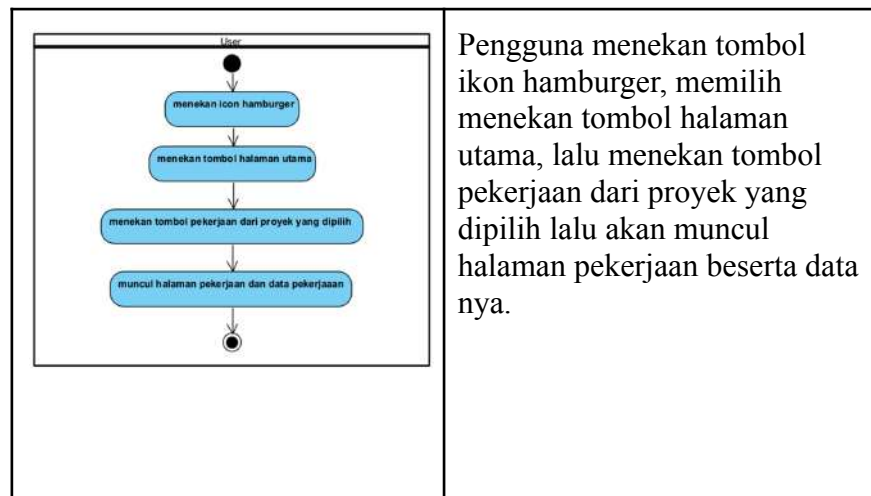 User
menekan icon hamburger
menekan tombol halaman utama
menekan tombol pekerjaan dari proyek yang dipilih
muncul halaman pekerjaan dan data pekerjaaan
Pengguna menekan tombol
ikon hamburger, memilih
menekan tombol halaman
utama, lalu menekan tombol
pekerjaan dari proyek yang
dipilih lalu akan muncul
halaman pekerjaan beserta data
nya.